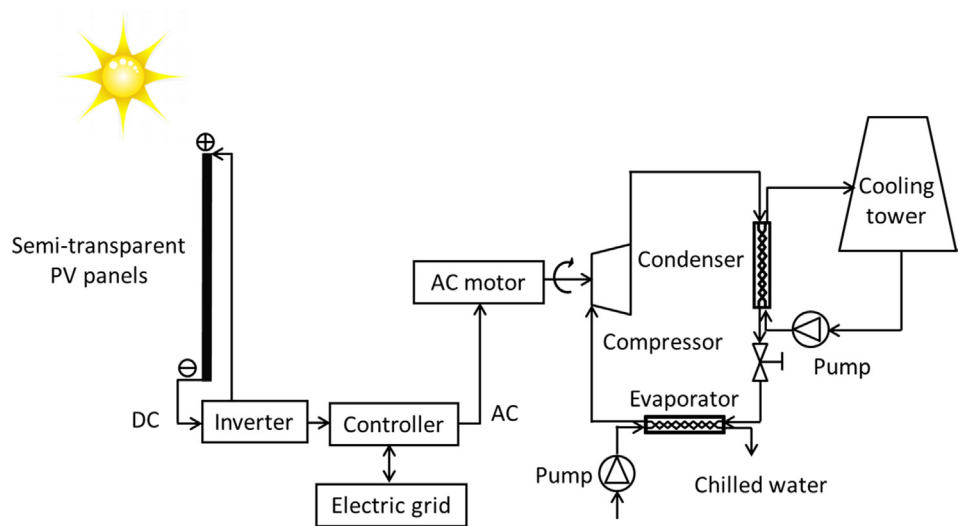 Semi-transparent
PV panels
DC
Inverter
Controller
AC
Electric grid
AC motor
Compressor
Condenser
Cooling
tower
Pump
Evaporator
Pump
Chilled water